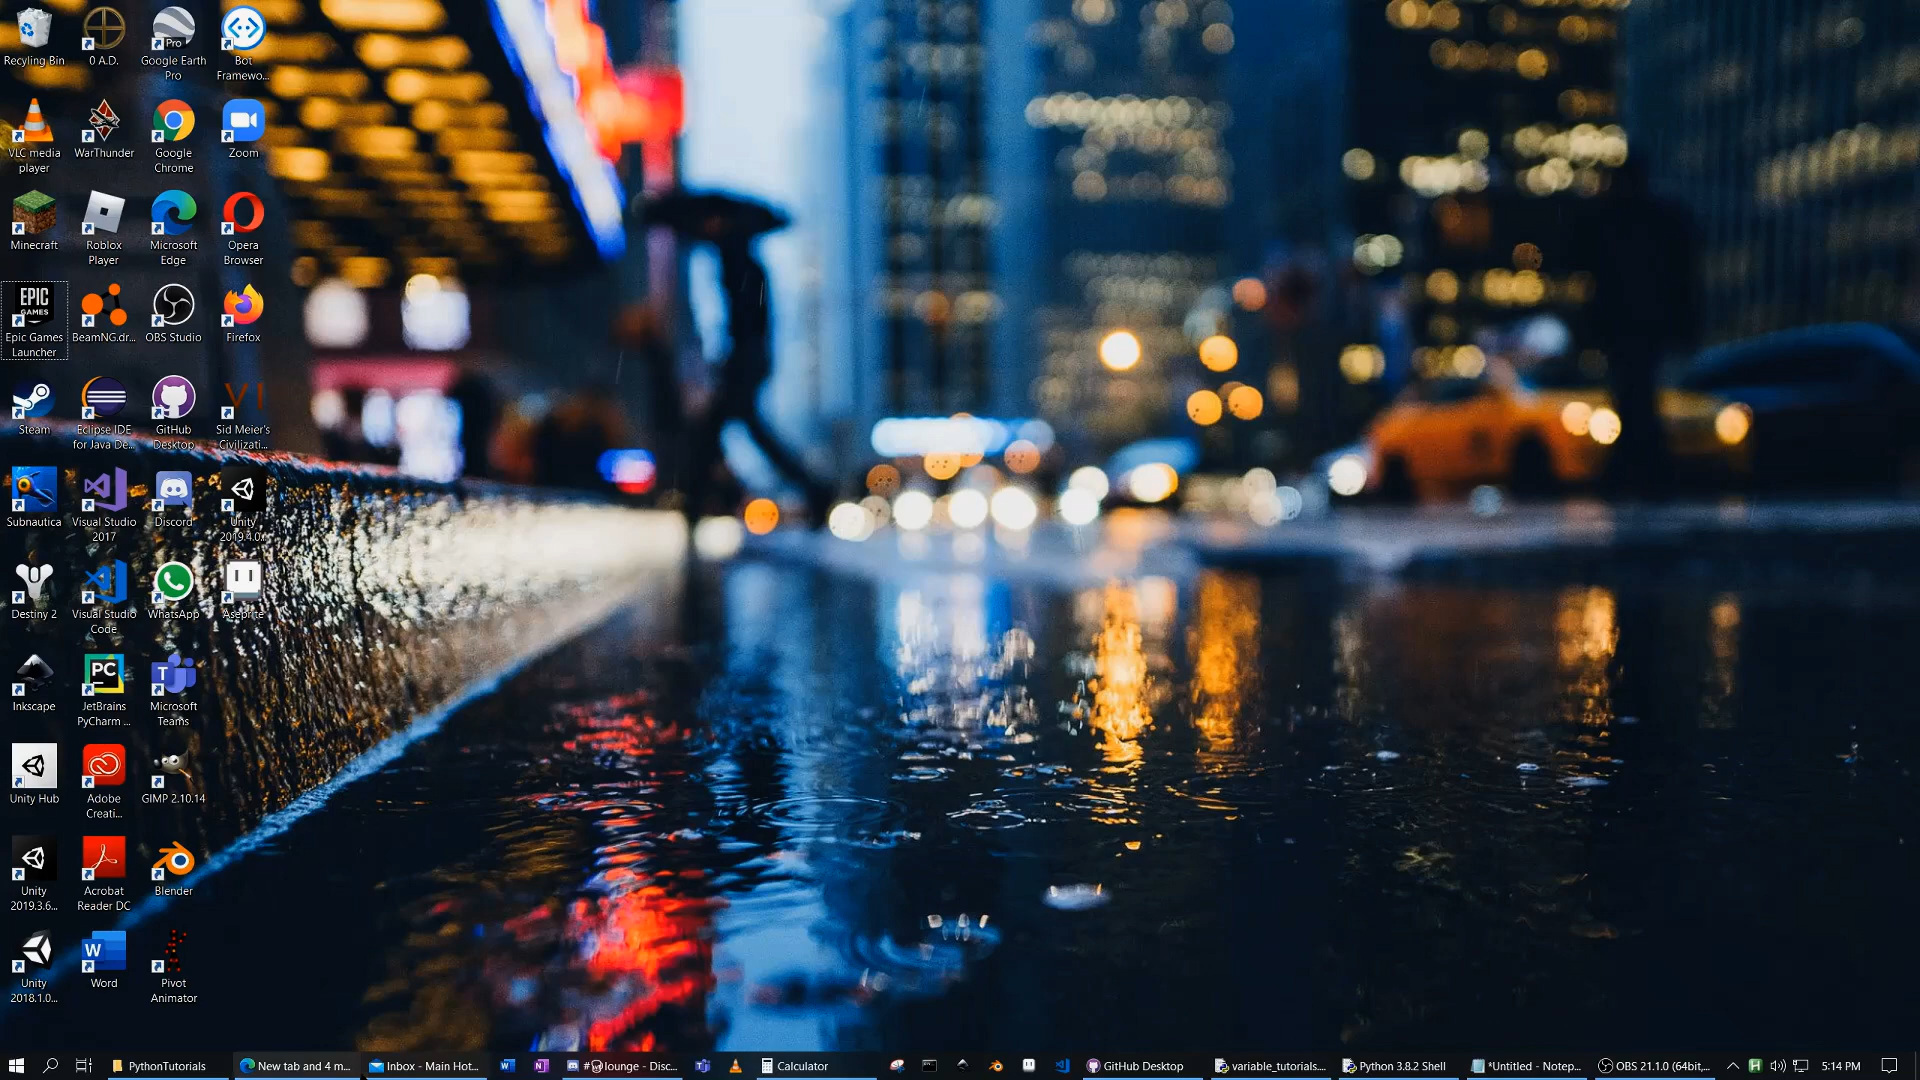 Recyling Bin
0 A.D.
Pro
Google Earth
Pro
Bot
Framewo...
VLC media
player
WarThunder
Google
Chrome
Zoom
Minecraft
Roblox
Player
Microsoft
Edge
Opera
Browser
EPIC
GAMES
Epic Games
Launcher
BeamNG.dr...
OBS Studio
Firefox
Steam
Eclipse IDE
for Java De...
GitHub
Desktop
VI
Sid Meier's
Civilizati...
Subnautica
Visual Studio
2017
Discord
Unity
2019.4.0...
Destiny 2
Visual Studio
Code
WhatsApp
Aseprite
Inkscape
PC
JetBrains
PyCharm ...
T
Microsoft
Teams
Unity Hub
Adobe
Creati...
GIMP 2.10.14
Unity
2019.3.6...
Acrobat
Reader DC
Blender
Unity
2018.1.0...
W
Word
Pivot
Animator
PythonTutorials
New tab and 4 m...
Inbox - Main Hot...
lounge - Disc...
Calculator
GitHub Desktop
variable_tutorials....
Python 3.8.2 Shell
*Untitled - Notep...
OBS 21.1.0 (64bit,...
5:14 PM